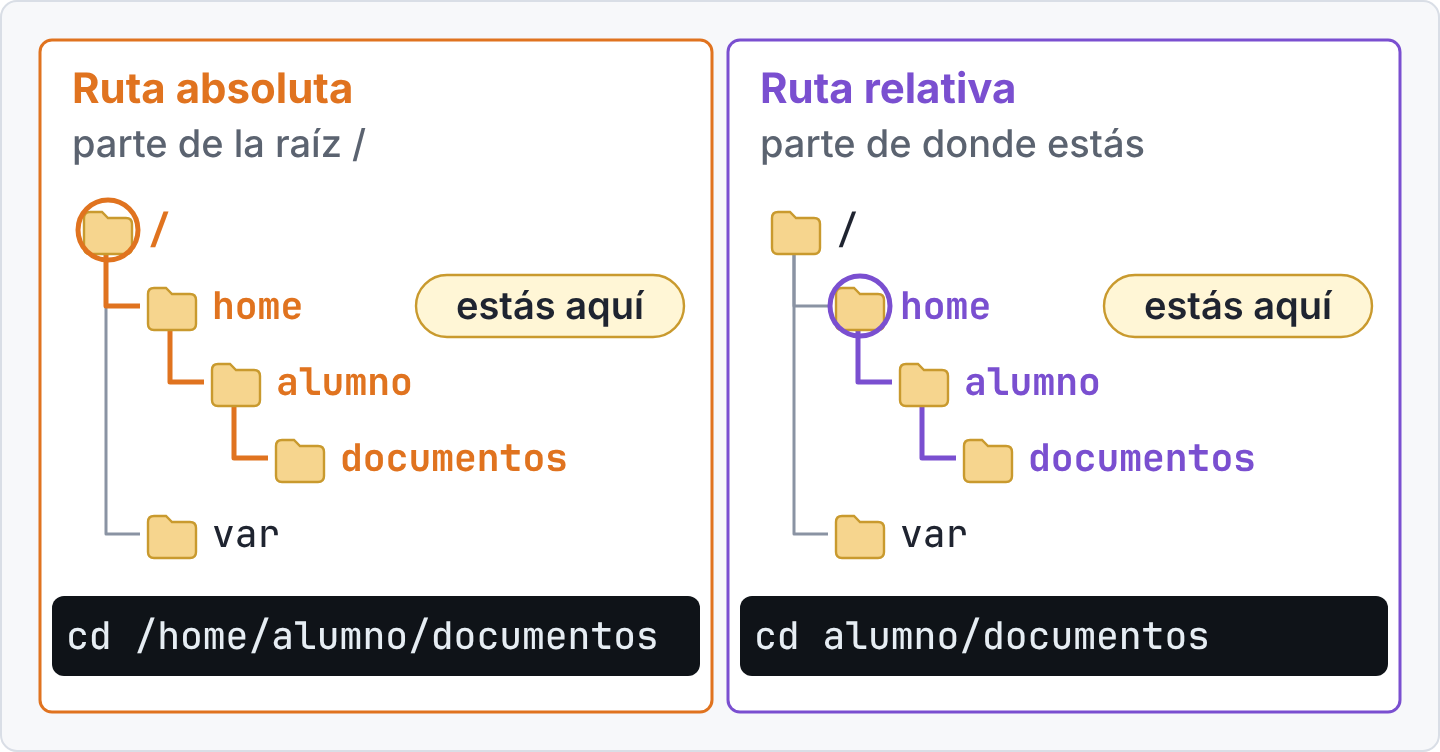 Ruta absoluta
parte de la raíz /
/
home
estás aquí
alumno
documentos
var
cd /home/alumno/documentos
Ruta relativa
parte de donde estás
/
home
estás aquí
alumno
documentos
var
cd alumno/documentos